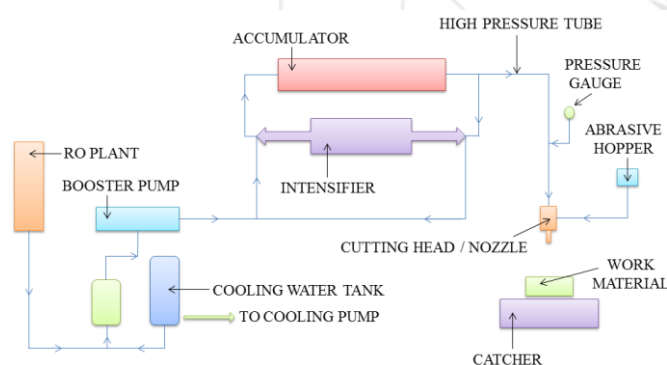 ACCUMULATOR
HIGH PRESSURE TUBE
PRESSURE
GAUGE
ABRASIVE
HOPPER
RO PLANT
BOOSTER PUMP
INTENSIFIER
CUTTING HEAD / NOZZLE
COOLING WATER TANK
TO COOLING PUMP
WORK
MATERIAL
CATCHER